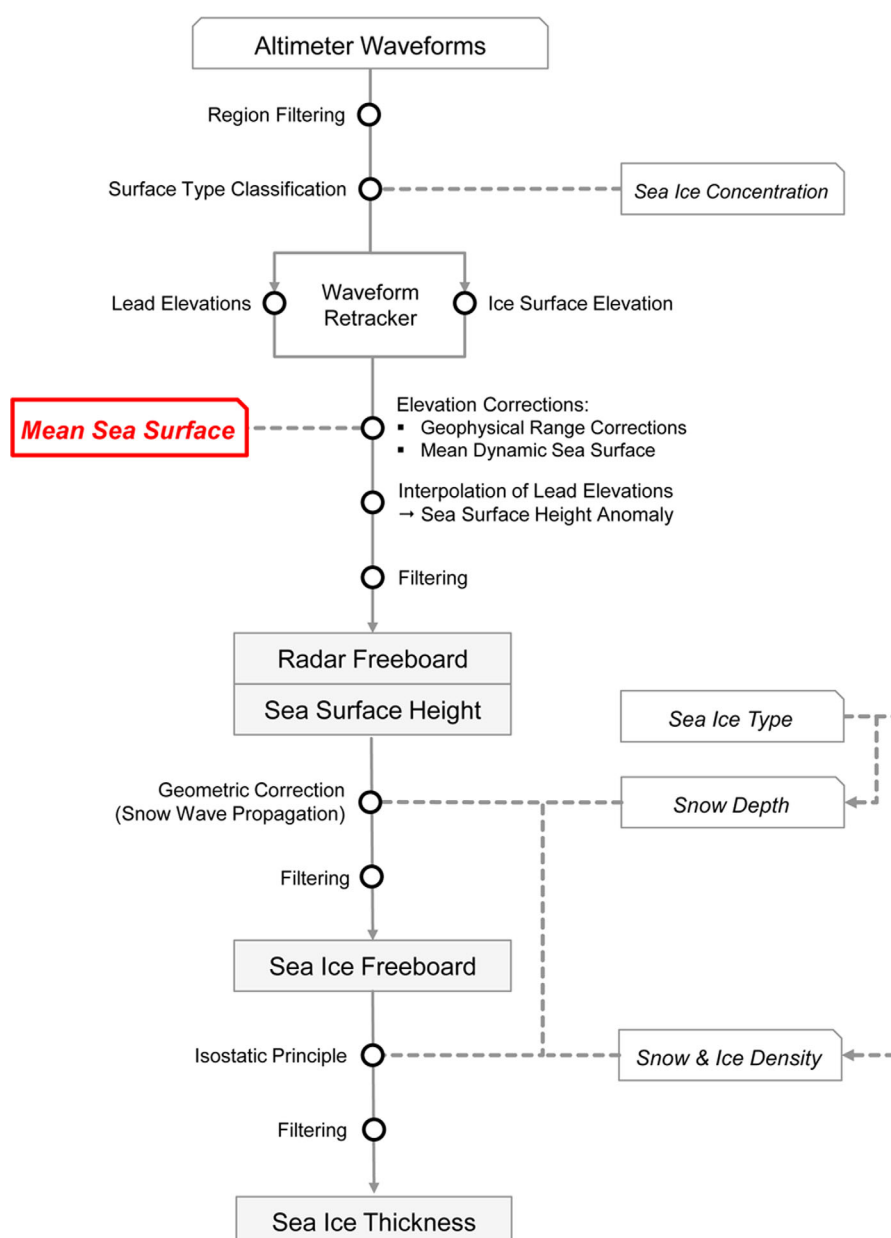 Altimeter Waveforms
Region Filtering
Surface Type Classification
Sea Ice Concentration
Lead Elevations
Waveform
Retracker
Ice Surface Elevation
Mean Sea Surface
Elevation Corrections:
▪ Geophysical Range Corrections
▪ Mean Dynamic Sea Surface
Interpolation of Lead Elevations
→ Sea Surface Height Anomaly
Filtering
Radar Freeboard
Sea Surface Height
Sea Ice Type
Geometric Correction
(Snow Wave Propagation)
Snow Depth
Filtering
Sea Ice Freeboard
Isostatic Principle
Snow & Ice Density
Filtering
Sea Ice Thickness